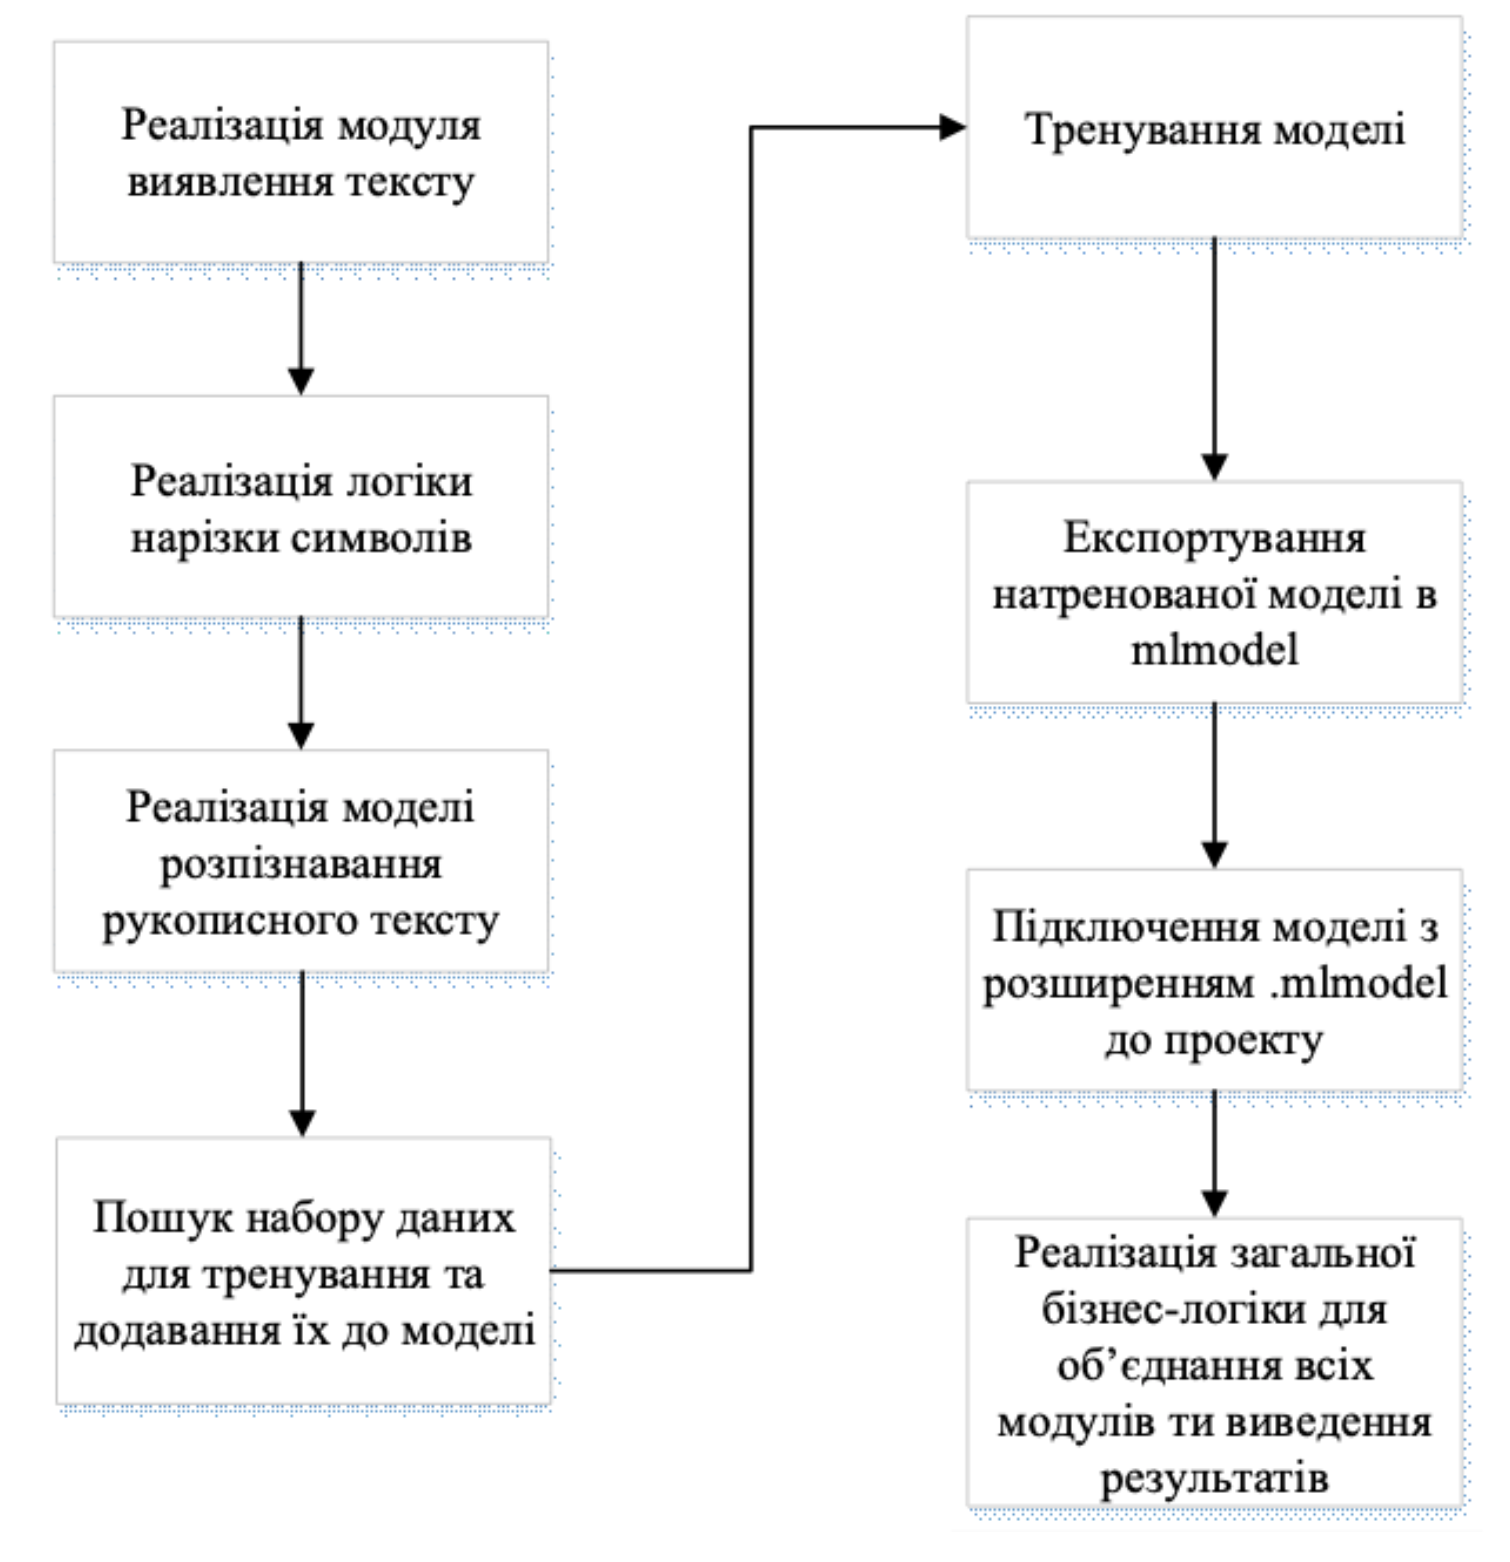 Реалізація модуля
виявлення тексту
Реалізація логіки
нарізки символів
Реалізація моделі
розпізнавання
рукописного тексту
Пошук набору даних
для тренування та
додавання їх до моделі
Тренування моделі
Експортування
натренованої моделі в
mlmodel
Підключення моделі з
розширенням .mlmodel
до проекту
Реалізація загальної
бізнес-логіки для
об’єднання всіх
модулів ти виведення
результатів